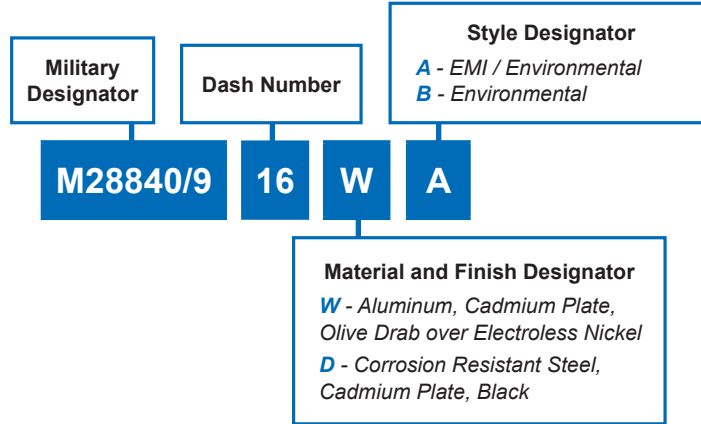 Military
Designator
Dash Number
Style Designator
A - EMI / Environmental
B - Environmental
M28840/9
16
W
A
Material and Finish Designator
W - Aluminum, Cadmium Plate,
Olive Drab over Electroless Nickel
D - Corrosion Resistant Steel,
Cadmium Plate, Black